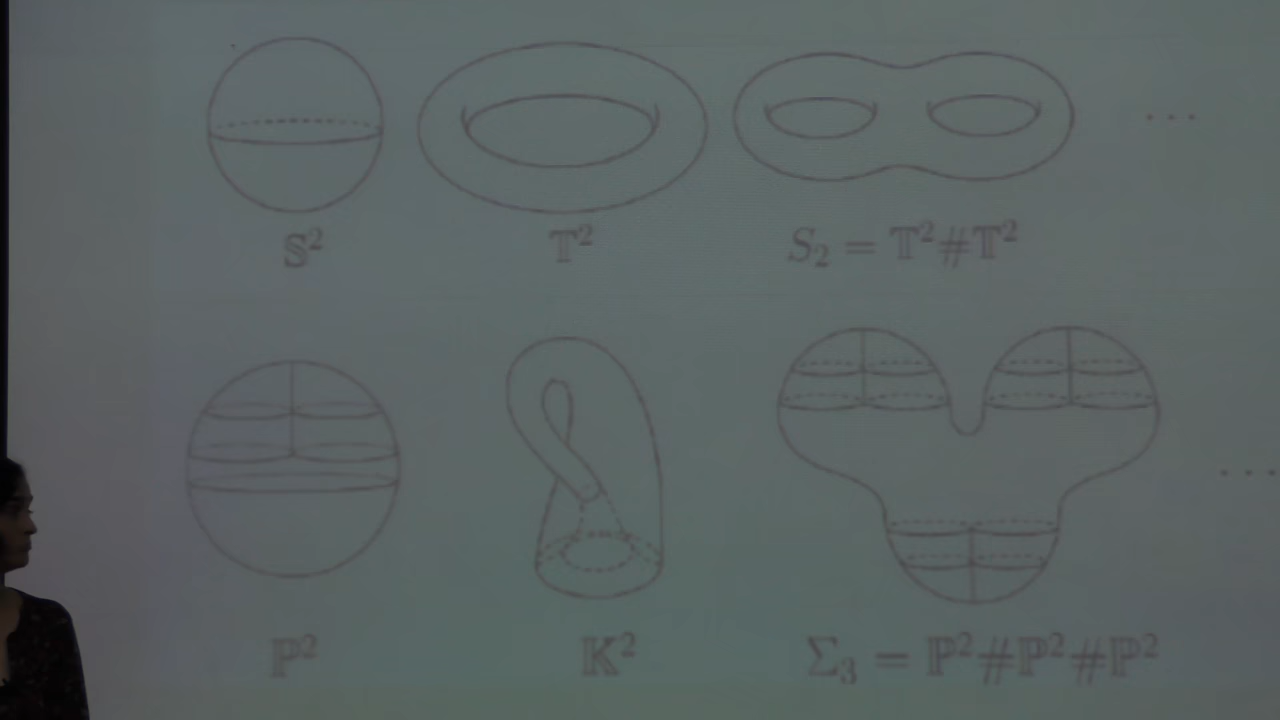 𝕊² 𝕋² S₂ = 𝕋²#𝕋² ...
ℙ² 𝕂² Σ₃ = ℙ²#ℙ²#ℙ² ...